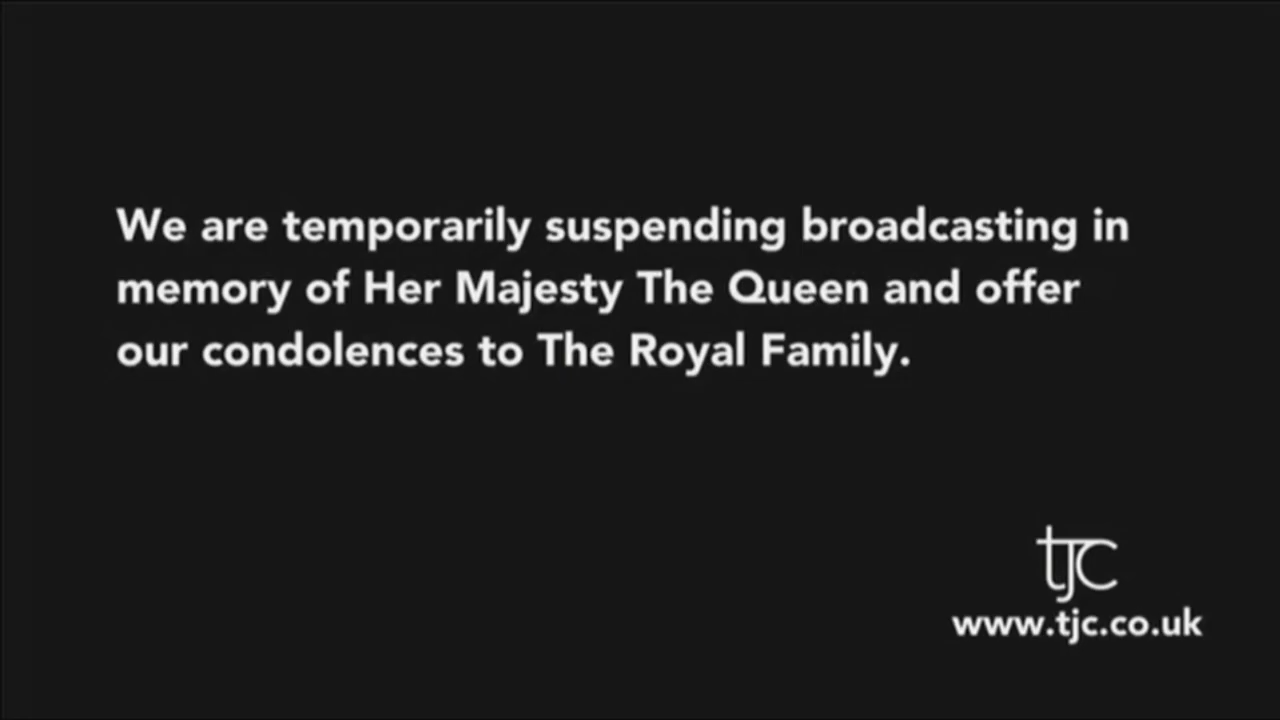 We are temporarily suspending broadcasting in
memory of Her Majesty The Queen and offer
our condolences to The Royal Family.
tjc
www.tjc.co.uk